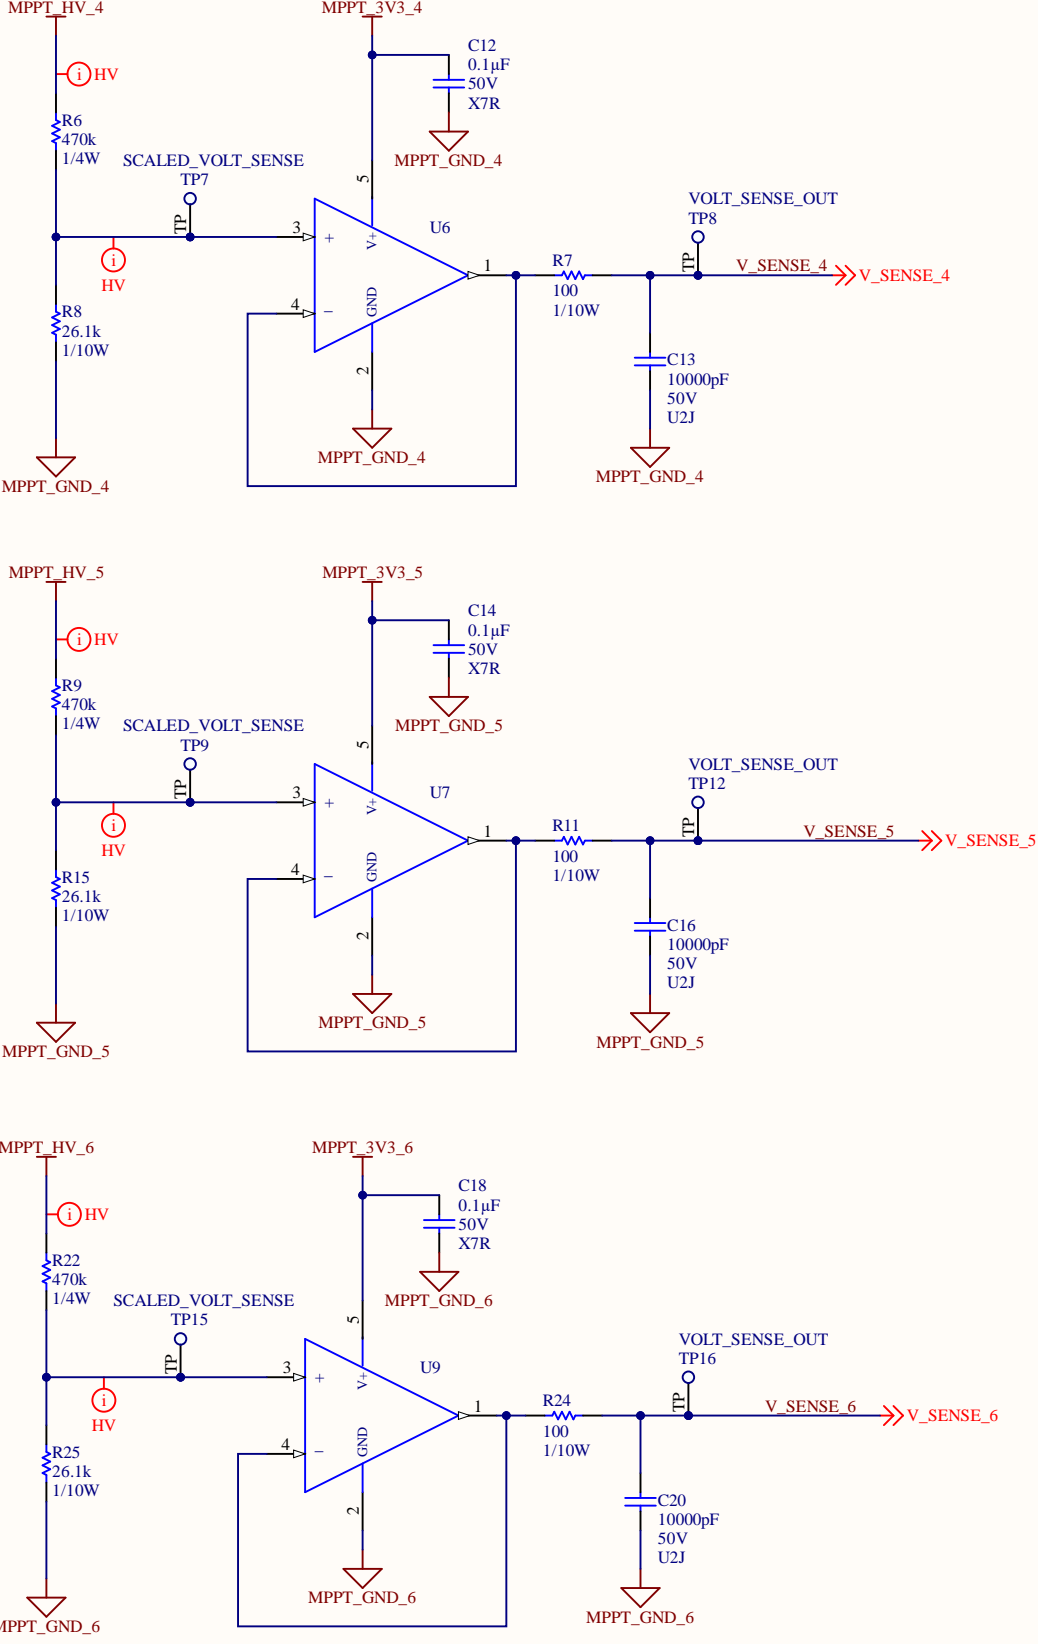 MPPT_HV_4
MPPT_3V3_4
C12
0.1µF
50V
X7R
i HV
R6
470k
1/4W
MPPT_GND_4
SCALED_VOLT_SENSE
TP7
TP
5
3
+
V+
U6
i
HV
VOLT_SENSE_OUT
TP8
TP
1
R7
100
1/10W
V_SENSE_4
V_SENSE_4
4
−
GND
R8
26.1k
1/10W
2
C13
10000pF
50V
U2J
MPPT_GND_4
MPPT_GND_4
MPPT_GND_4
MPPT_HV_5
MPPT_3V3_5
C14
0.1µF
50V
X7R
i HV
R9
470k
1/4W
MPPT_GND_5
SCALED_VOLT_SENSE
TP9
TP
5
3
+
V+
U7
i
HV
VOLT_SENSE_OUT
TP12
TP
1
R11
100
1/10W
V_SENSE_5
V_SENSE_5
4
−
GND
R15
26.1k
1/10W
2
C16
10000pF
50V
U2J
MPPT_GND_5
MPPT_GND_5
MPPT_GND_5
MPPT_HV_6
MPPT_3V3_6
C18
0.1µF
50V
X7R
i HV
R22
470k
1/4W
MPPT_GND_6
SCALED_VOLT_SENSE
TP15
TP
5
3
+
V+
U9
i
HV
VOLT_SENSE_OUT
TP16
TP
1
R24
100
1/10W
V_SENSE_6
V_SENSE_6
4
−
GND
R25
26.1k
1/10W
2
C20
10000pF
50V
U2J
MPPT_GND_6
MPPT_GND_6
MPPT_GND_6